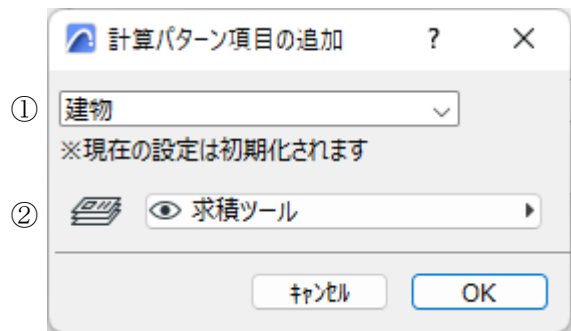 計算パターン項目の追加 ? ×
① 建物
※現在の設定は初期化されます
② 求積ツール
ｷｬﾝｾﾙ OK